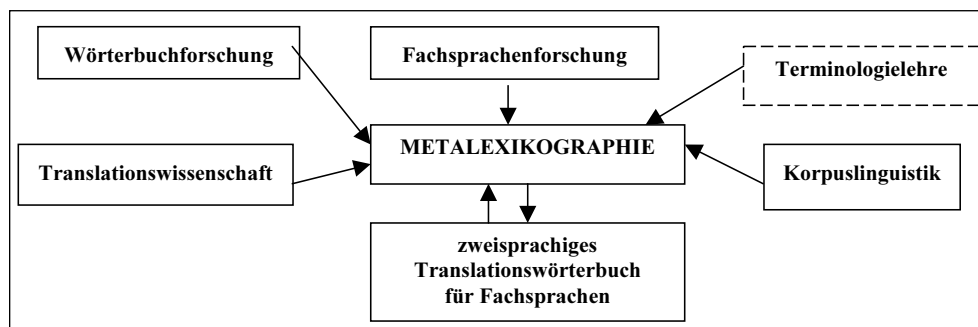 Wörterbuchforschung
Fachsprachenforschung
Terminologielehre
METALEXIKOGRAPHIE
Translationswissenschaft
Korpuslinguistik
zweisprachiges
Translationswörterbuch
für Fachsprachen